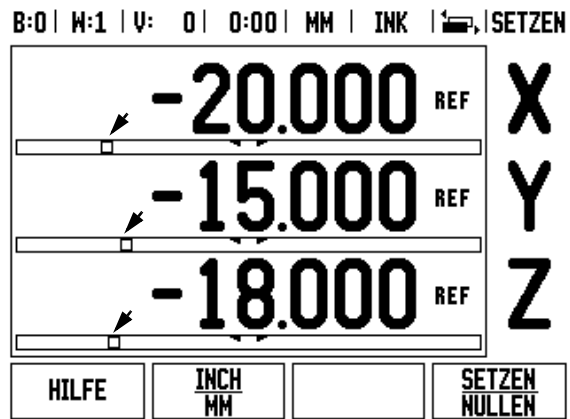 B:0 | W:1 | V: 0 | 0:00 | MM | INK | SETZEN
-20.000 REF X
-15.000 REF Y
-18.000 REF Z
HILFE INCH SETZEN
MM NULLEN